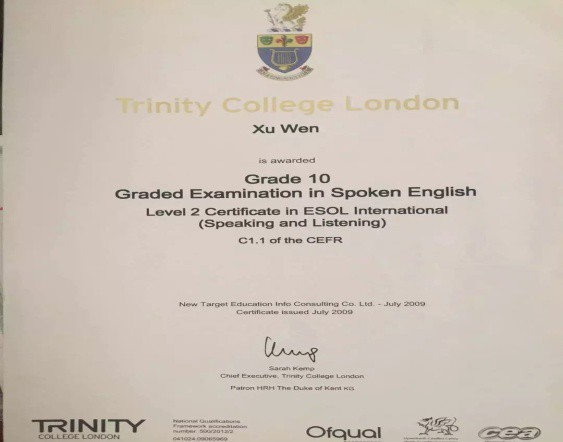 Trinity College London
Xu Wen
is awarded
Grade 10
Graded Examination in Spoken English
Level 2 Certificate in ESOL International
(Speaking and Listening)
C1.1 of the CEFR
New Target Education Info Consulting Co. Ltd. - July 2009
Certificate issued July 2009
Sarah Kemp
Chief Executive, Trinity College London
Patron HRH The Duke of Kent KG
TRINITY
COLLEGE LONDON
National Qualifications
Framework accreditation
number: 500/2012/2
Ofqual